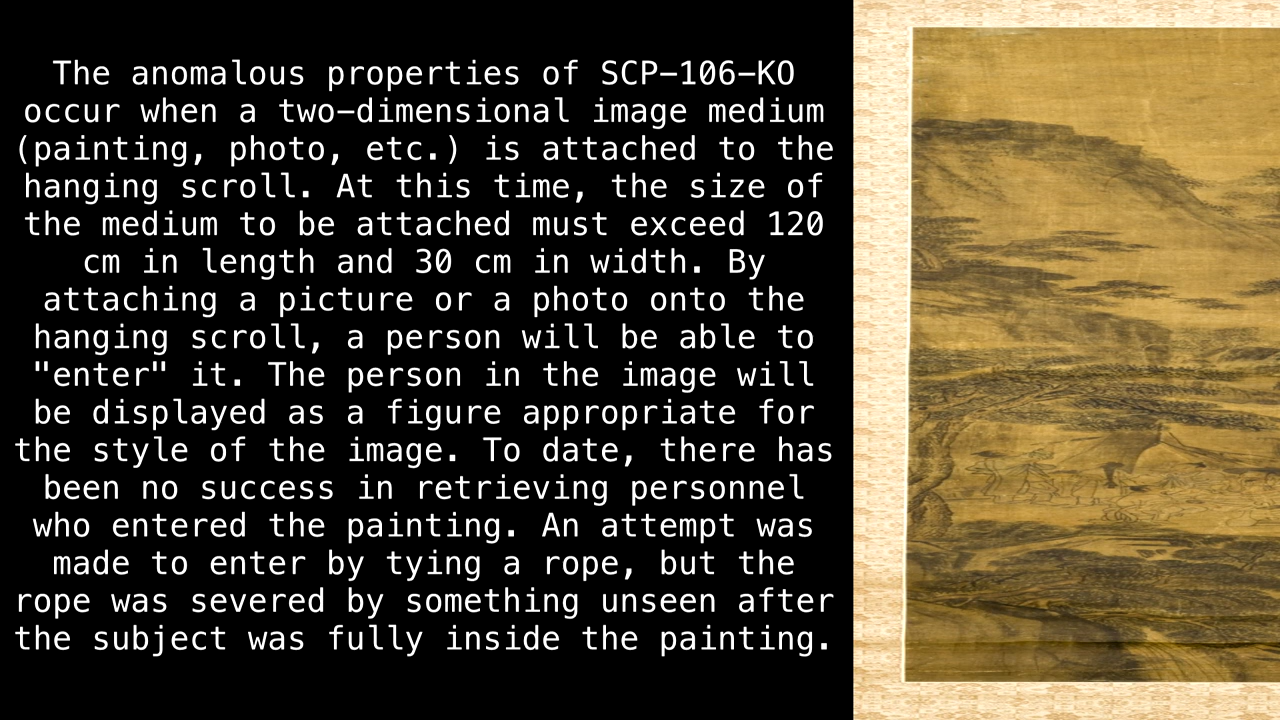 The anomalous properties of SCP-106-KO
occur when a two-dimensional image medium
(painting, photo, etc.) is attached to the
hanging scroll. At this time, the size of
the medium to be attached must exceed 120
cm in length and 30 cm in width. By
attaching a picture or a photo onto the
hanging scroll, a person will be able to
"enter" it. The person in the image will
be displayed as a figure appropriate for
the style of the image. To date, there has
been no success in retrieving personnel
who entered the painting. An attempt was
made to enter by tying a rope, but the
rope was severed by something unseen after
the subject was fully inside the painting.